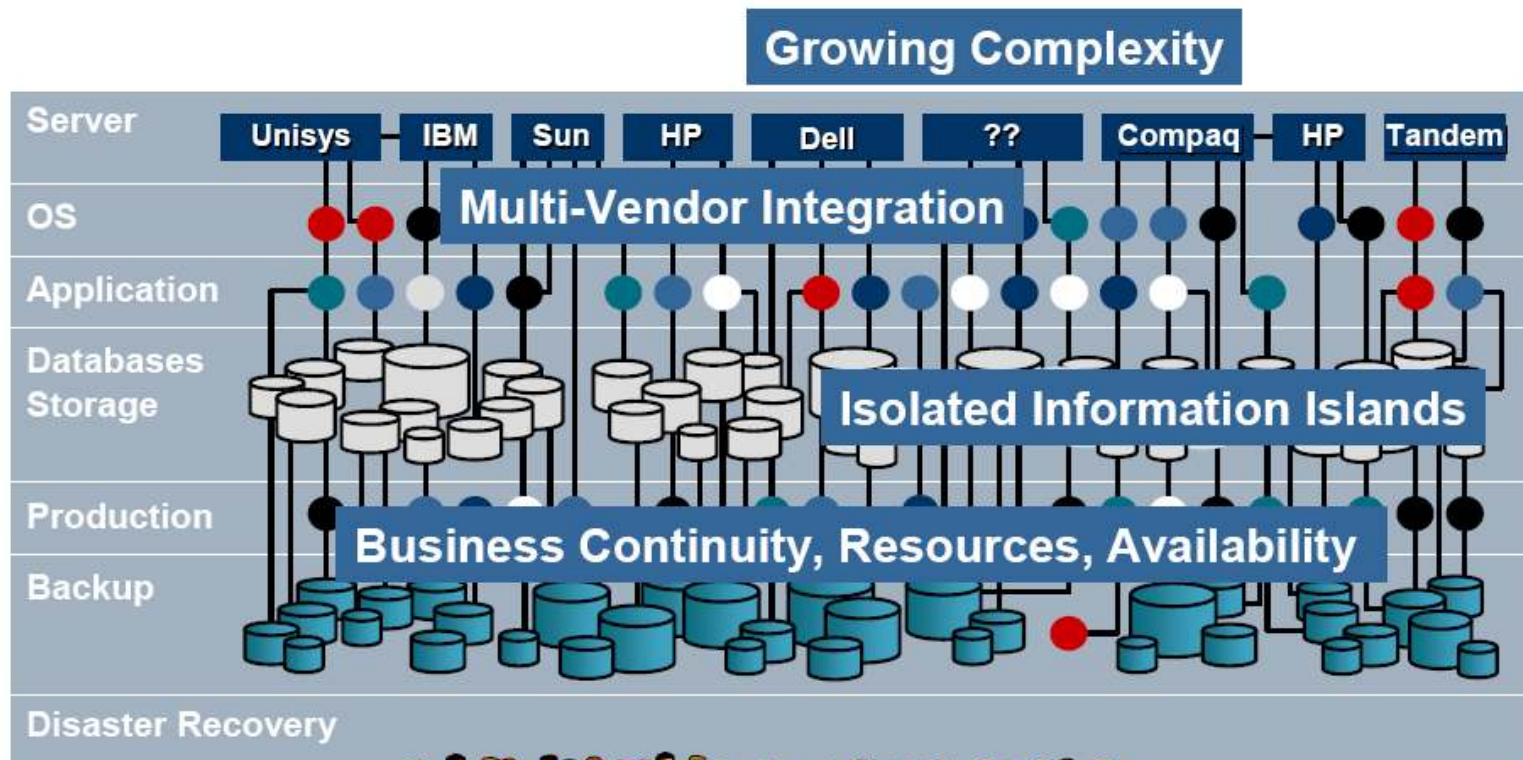 Growing Complexity
Server
Unisys IBM Sun HP Dell ?? Compaq HP Tandem
OS
Multi-Vendor Integration
Application
Databases
Storage
Isolated Information Islands
Production
Business Continuity, Resources, Availability
Backup
Disaster Recovery